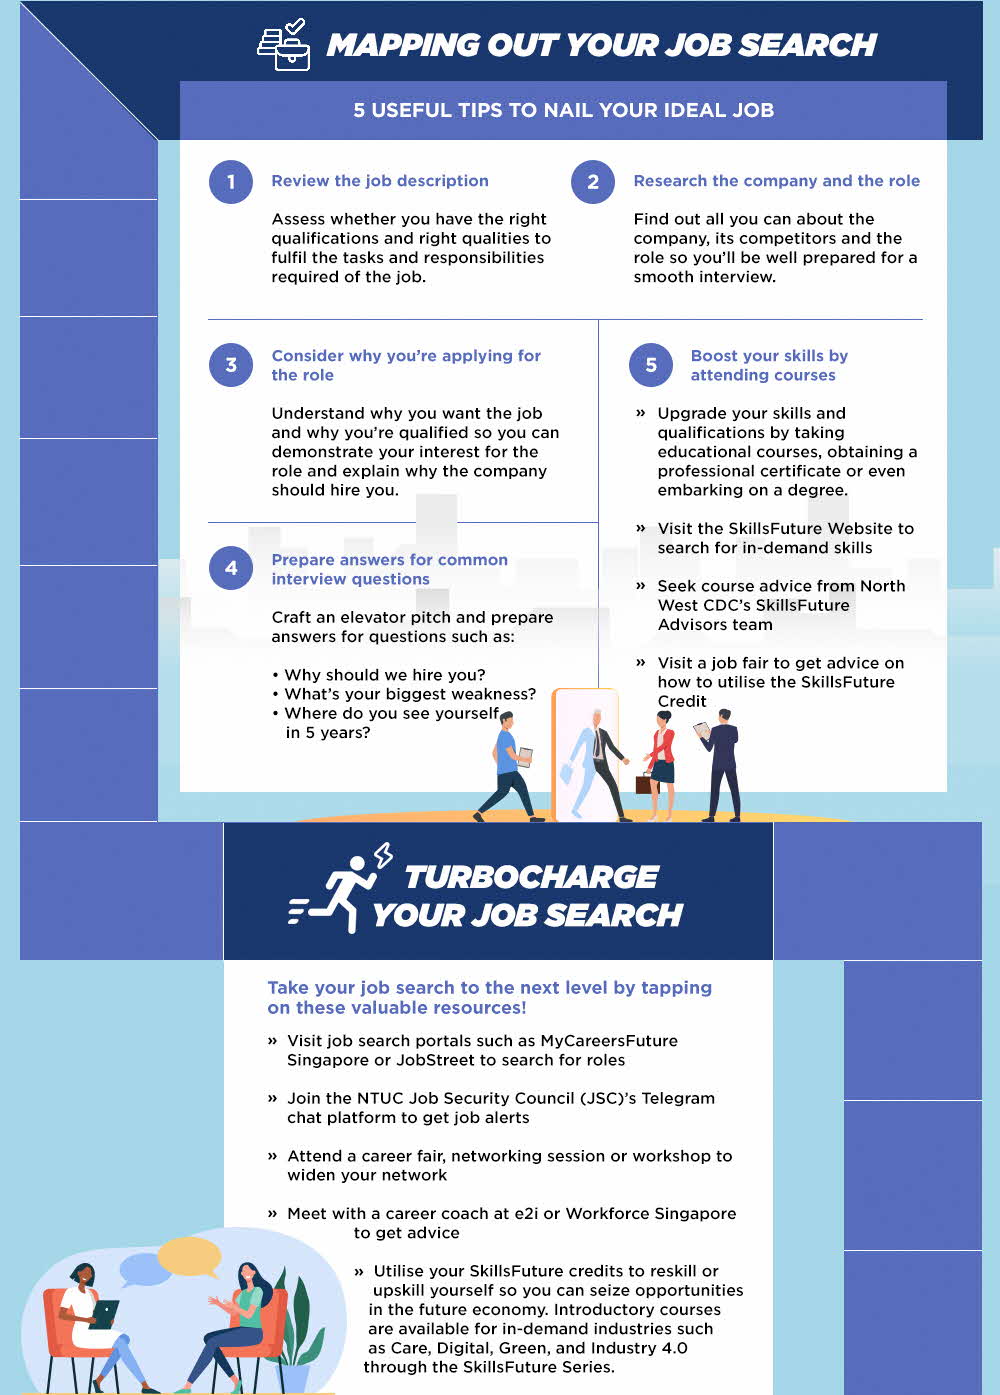 MAPPING OUT YOUR JOB SEARCH
5 USEFUL TIPS TO NAIL YOUR IDEAL JOB
1
Review the job description
Assess whether you have the right
qualifications and right qualities to
fulfil the tasks and responsibilities
required of the job.
2
Research the company and the role
Find out all you can about the
company, its competitors and the
role so you'll be well prepared for a
smooth interview.
3
Consider why you're applying for
the role
Understand why you want the job
and why you're qualified so you can
demonstrate your interest for the
role and explain why the company
should hire you.
4
Prepare answers for common
interview questions
Craft an elevator pitch and prepare
answers for questions such as:
• Why should we hire you?
• What's your biggest weakness?
• Where do you see yourself
in 5 years?
5
Boost your skills by
attending courses
» Upgrade your skills and
qualifications by taking
educational courses, obtaining a
professional certificate or even
embarking on a degree.
» Visit the SkillsFuture Website to
search for in-demand skills
» Seek course advice from North
West CDC's SkillsFuture
Advisors team
» Visit a job fair to get advice on
how to utilise the SkillsFuture
Credit
TURBOCHARGE
YOUR JOB SEARCH
Take your job search to the next level by tapping
on these valuable resources!
» Visit job search portals such as MyCareersFuture
Singapore or JobStreet to search for roles
» Join the NTUC Job Security Council (JSC)'s Telegram
chat platform to get job alerts
» Attend a career fair, networking session or workshop to
widen your network
» Meet with a career coach at e2i or Workforce Singapore
to get advice
» Utilise your SkillsFuture credits to reskill or
upskill yourself so you can seize opportunities
in the future economy. Introductory courses
are available for in-demand industries such
as Care, Digital, Green, and Industry 4.0
through the SkillsFuture Series.